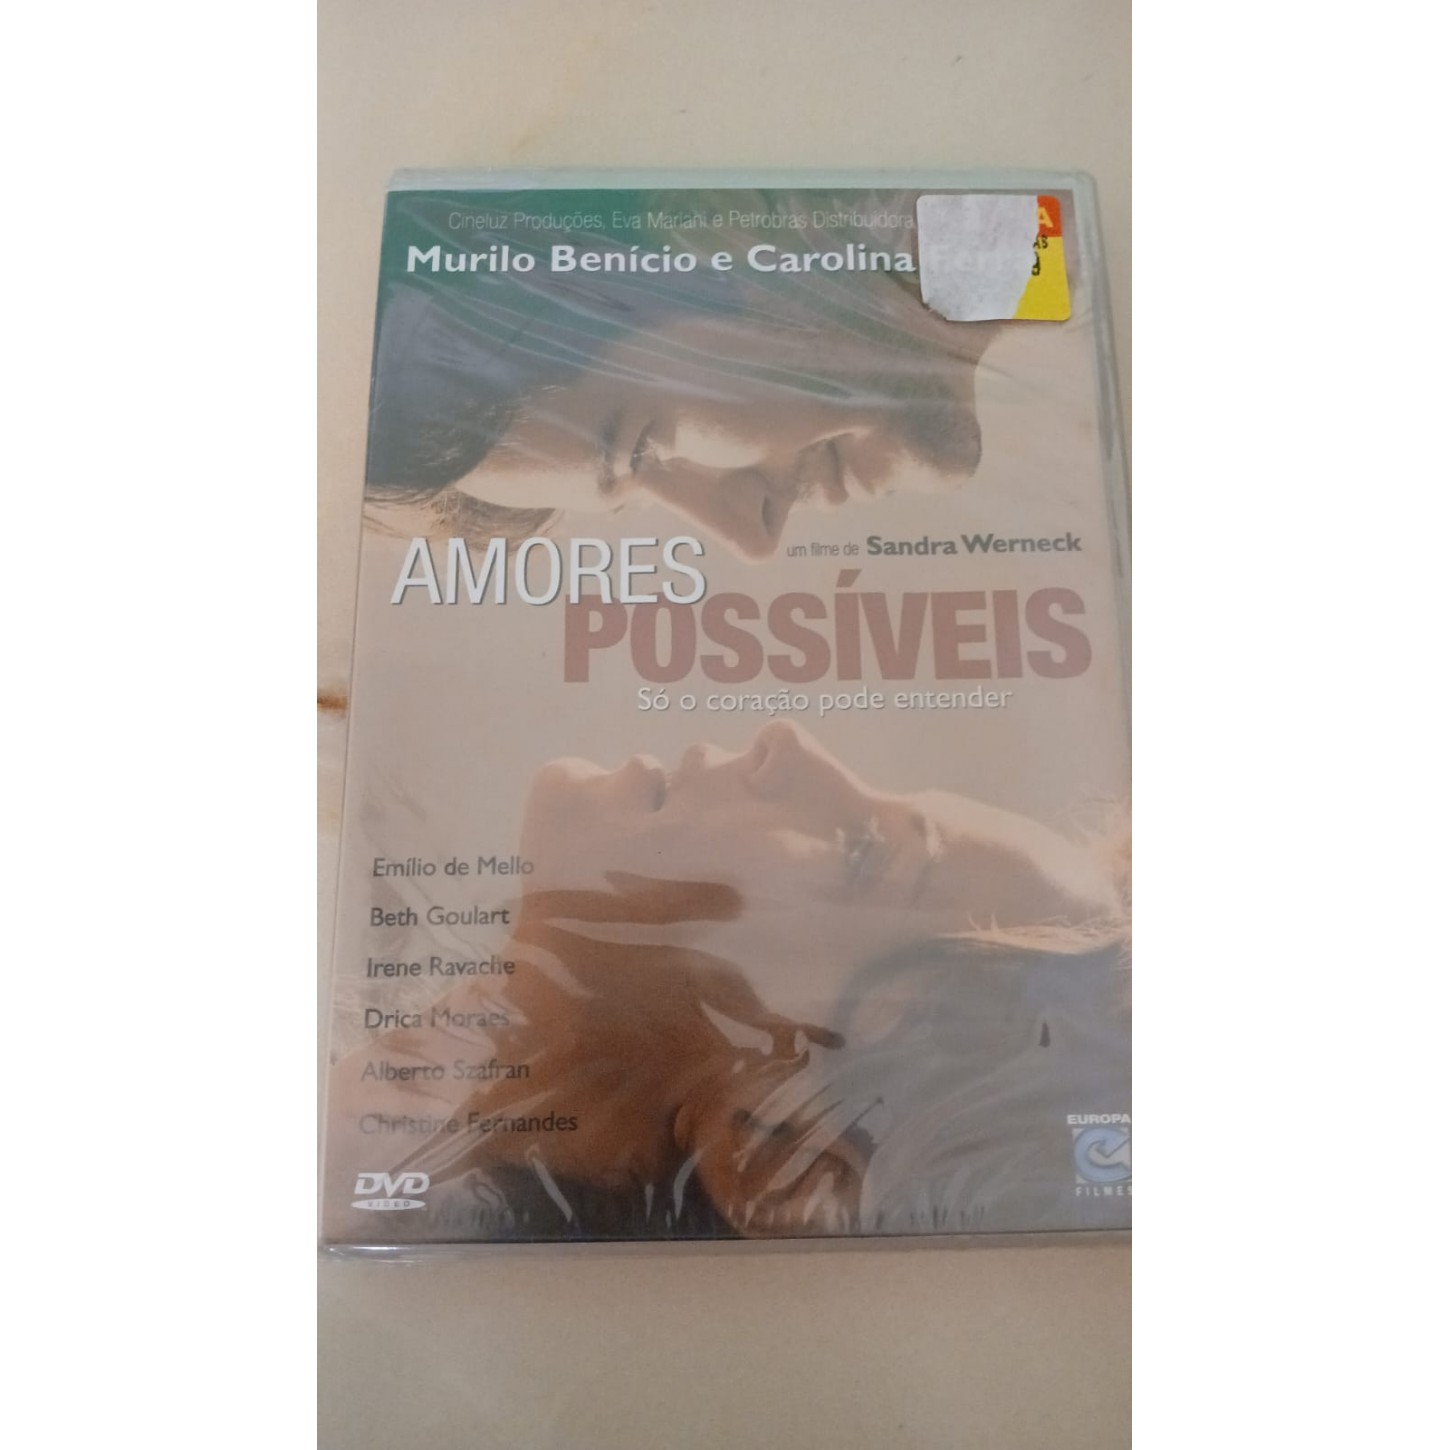 Cineluz Produções, Eva Mariani e Petrobras Distribuidora
Murilo Benício e Carolina
AMORES
um filme de Sandra Werneck
POSSÍVEIS
Só o coração pode entender
Emílio de Mello
Beth Goulart
Irene Ravache
Drica Moraes
Alberto Szafran
Christine Fernandes
DVD
VIDEO
EUROPA
FILMES